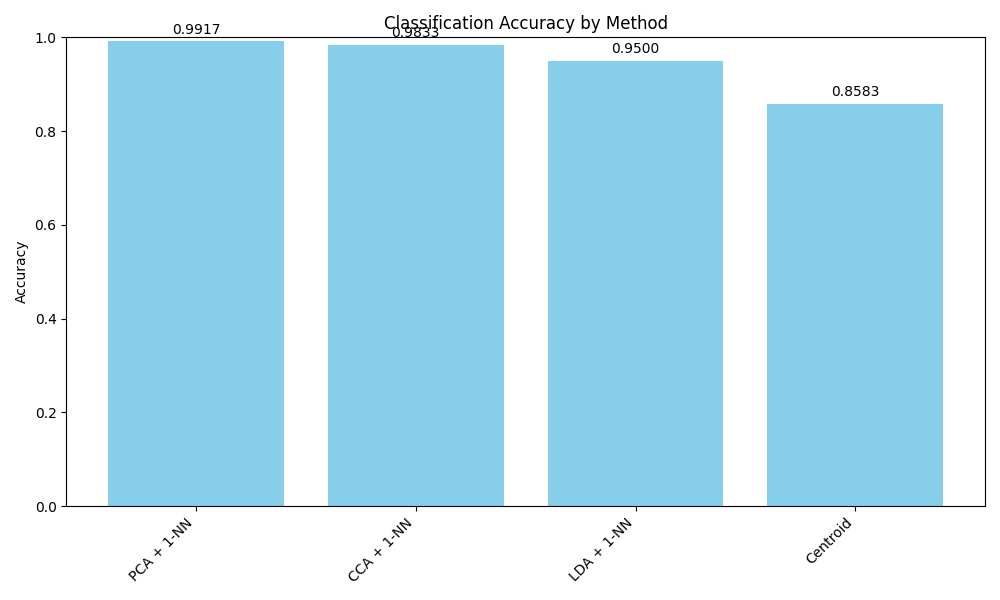 Classification Accuracy by Method
0.9917
0.9833
0.9500
0.8583
Accuracy
1.0
0.8
0.6
0.4
0.2
0.0
PCA + 1-NN
CCA + 1-NN
LDA + 1-NN
Centroid